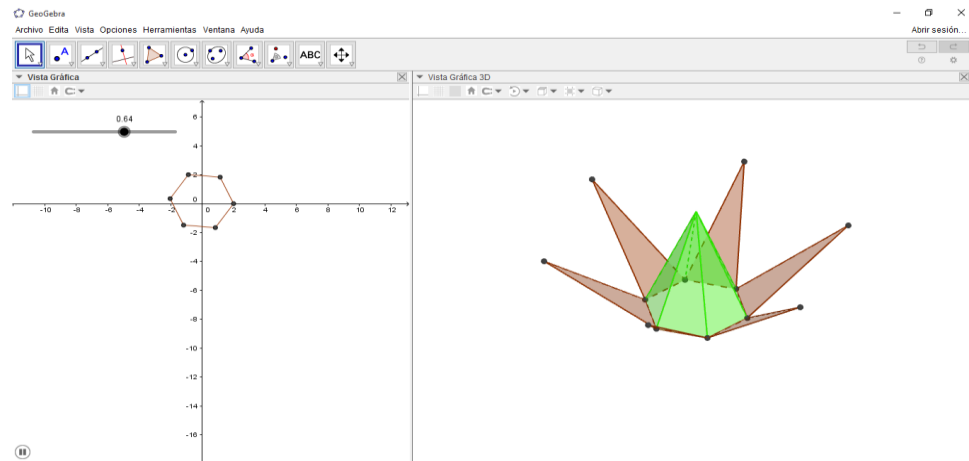 GeoGebra
Archivo Edita Vista Opciones Herramientas Ventana Ayuda
Abrir sesión...
ABC
Vista Gráfica
Vista Gráfica 3D
0.64
6
4
2
0
-2
-4
-6
-8
-10
-12
-14
-16
-10 -8 -6 -4 -2 0 2 4 6 8 10 12